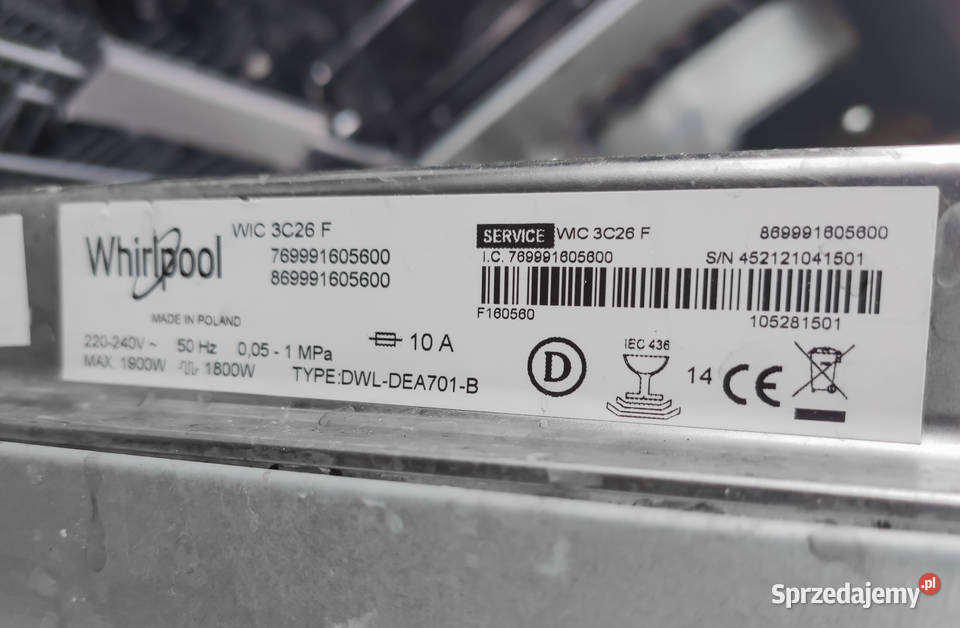 Whirlpool
WIC 3C26 F
769991605600
869991605600
MADE IN POLAND
220-240V ~ 50 Hz 0,05 - 1 MPa
10 A
MAX. 1900W 1800W
TYPE:DWL-DEA701-B
SERVICE WIC 3C26 F 869991605600
I.C. 769991605600 S/N 452121041501
F160560
105281501
D
IEC 436
14 CE
Sprzedajemy.pl